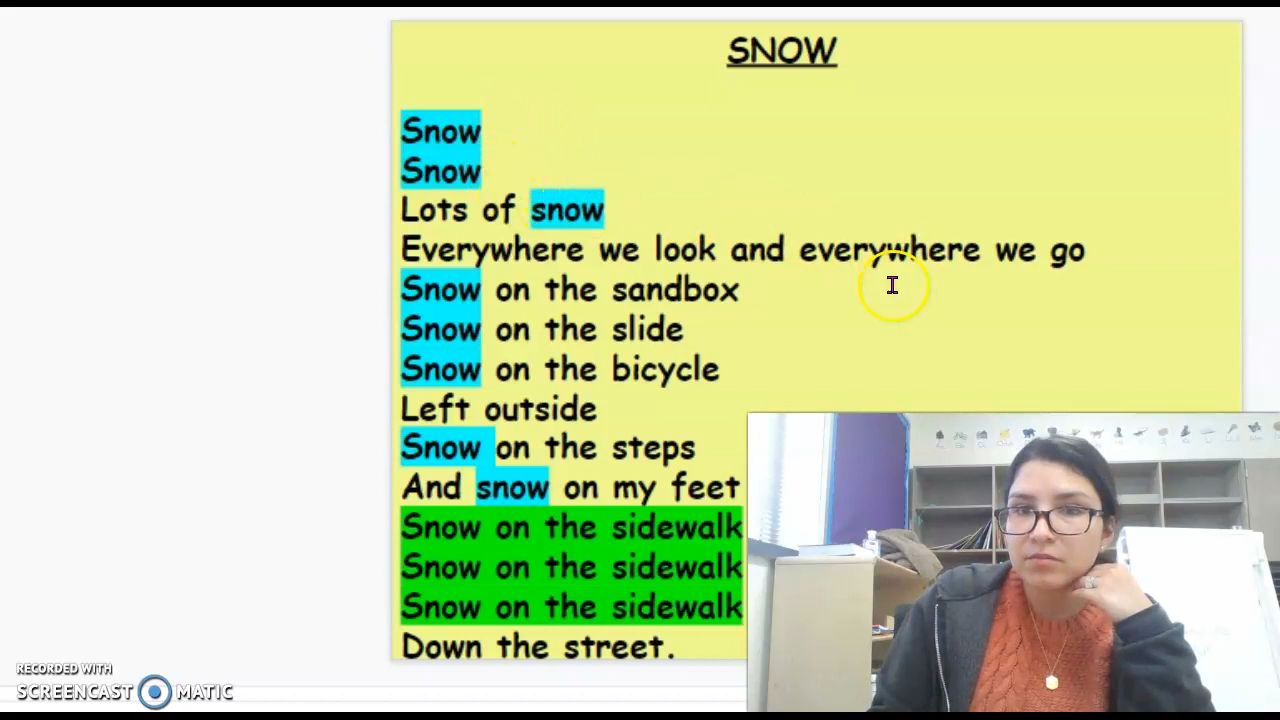 SNOW
Snow
Snow
Lots of snow
Everywhere we look and everywhere we go
Snow on the sandbox
Snow on the slide
Snow on the bicycle
Left outside
Snow on the steps
And snow on my feet
Snow on the sidewalk
Snow on the sidewalk
Snow on the sidewalk
Down the street.
RECORDED WITH
SCREENCAST MATIC